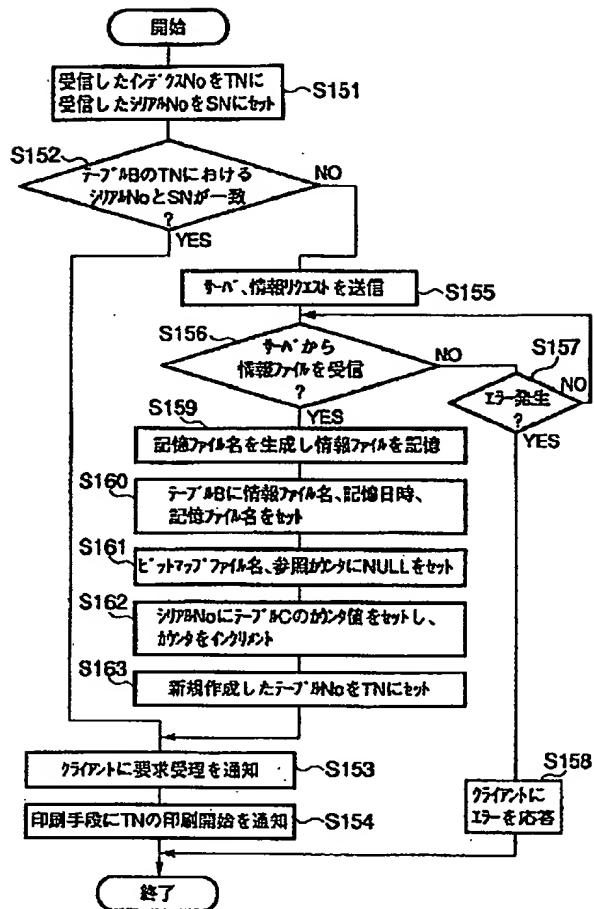 開始
受信したインデクスNoをTNに
受信したシリアルNoをSNにセット
S151
S152
テーブルBのTNにおける
シリアルNoとSNが一致
?
NO
YES
サーバ、情報リクエストを送信
S155
S156
サーバから
情報ファイルを受信
?
NO
YES
S157
エラー発生
?
NO
YES
S159
記憶ファイル名を生成し情報ファイルを記憶
S160
テーブルBに情報ファイル名、記憶日時、
記憶ファイル名をセット
S161
ビットマップファイル名、参照カウンタにNULLをセット
S162
シリアルNoにテーブルCのカウンタ値をセットし、
カウンタをインクリメント
S163
新規作成したテーブルNoをTNにセット
クライアントに要求受理を通知
S153
印刷手段にTNの印刷開始を通知
S154
S158
クライアントに
エラーを応答
終了